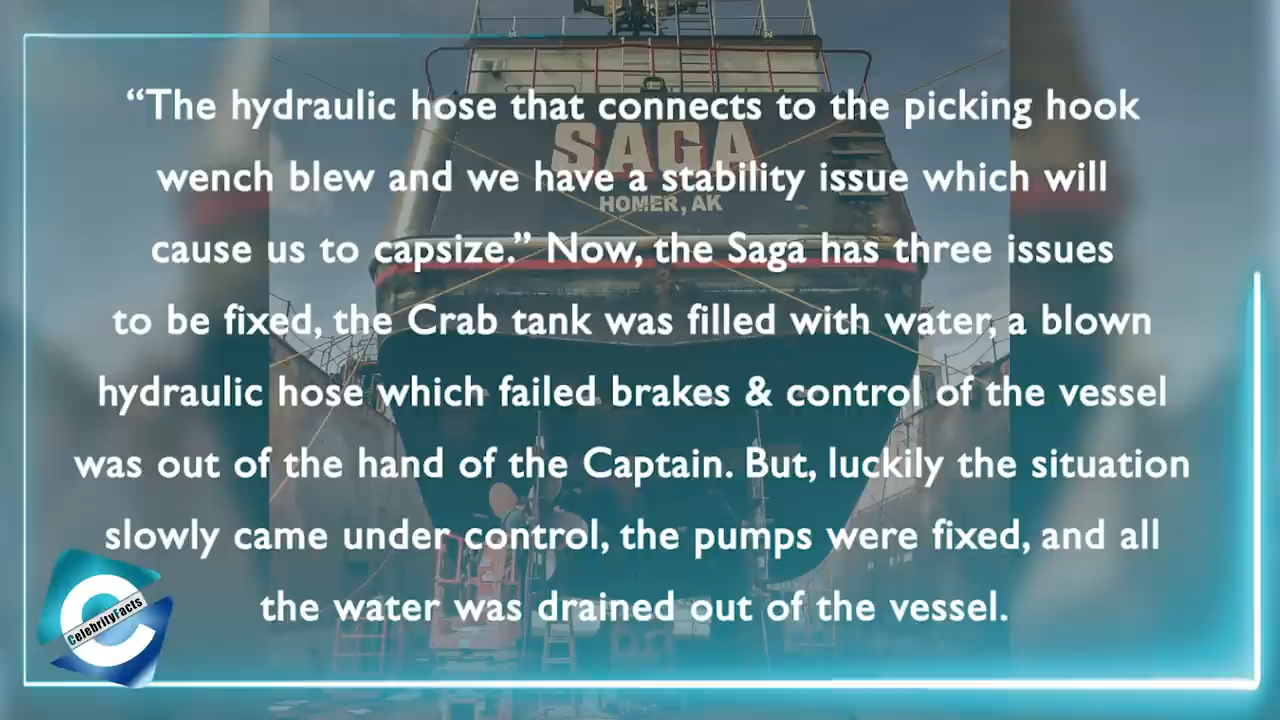 “The hydraulic hose that connects to the picking hook
wench blew and we have a stability issue which will
cause us to capsize.” Now, the Saga has three issues
to be fixed, the Crab tank was filled with water, a blown
hydraulic hose which failed brakes & control of the vessel
was out of the hand of the Captain. But, luckily the situation
slowly came under control, the pumps were fixed, and all
the water was drained out of the vessel.
SAGA
HOMER, AK
CelebrityFacts